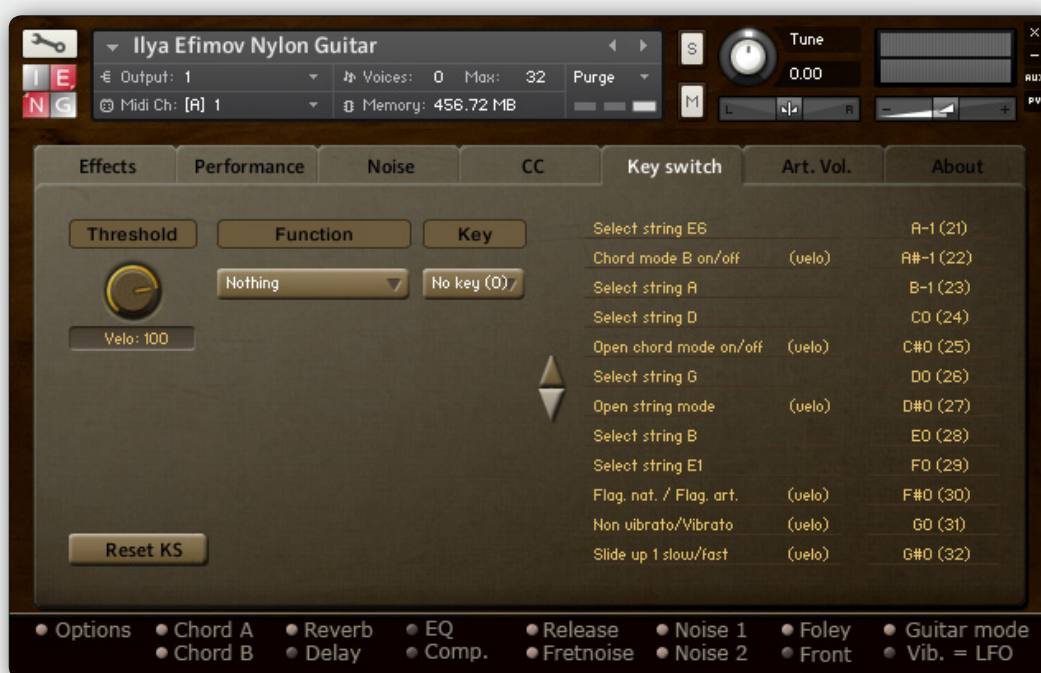 Ilya Efimov Nylon Guitar
S
Tune
I E,
Output: 1
Voices: 0 Max: 32
Purge
0.00
AUX
N G
Midi Ch: [A] 1
Memory: 456.72 MB
M
L R
- +
PV
Effects Performance Noise CC Key switch Art. Vol. About
Threshold Function Key
Nothing
No key (0)
Velo: 100
Select string E6 A-1 (21)
Chord mode B on/off (velo) A#-1 (22)
Select string A B-1 (23)
Select string D C0 (24)
Open chord mode on/off (velo) C#0 (25)
Select string G D0 (26)
Open string mode (velo) D#0 (27)
Select string B E0 (28)
Select string E1 F0 (29)
Flag. nat. / Flag. art. (velo) F#0 (30)
Non vibrato/Vibrato (velo) G0 (31)
Slide up 1 slow/fast (velo) G#0 (32)
Reset KS
Options Chord A Reverb EQ Release Noise 1 Foley Guitar mode
Chord B Delay Comp. Fretnoise Noise 2 Front Vib. = LFO